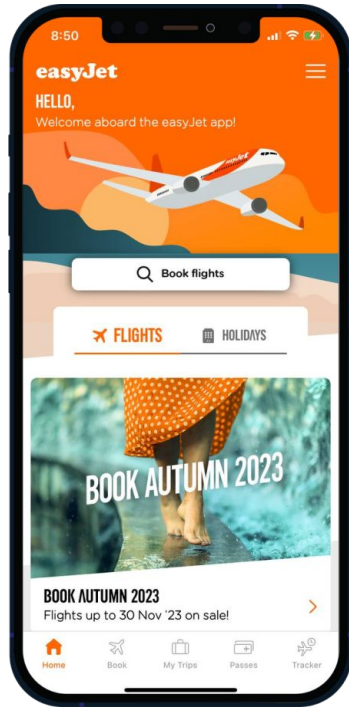 8:50
easyJet
HELLO,
Welcome aboard the easyJet app!
easyJet
Book flights
FLIGHTS
HOLIDAYS
BOOK AUTUMN 2023
BOOK AUTUMN 2023
Flights up to 30 Nov '23 on sale!
Home
Book
My Trips
Passes
Tracker